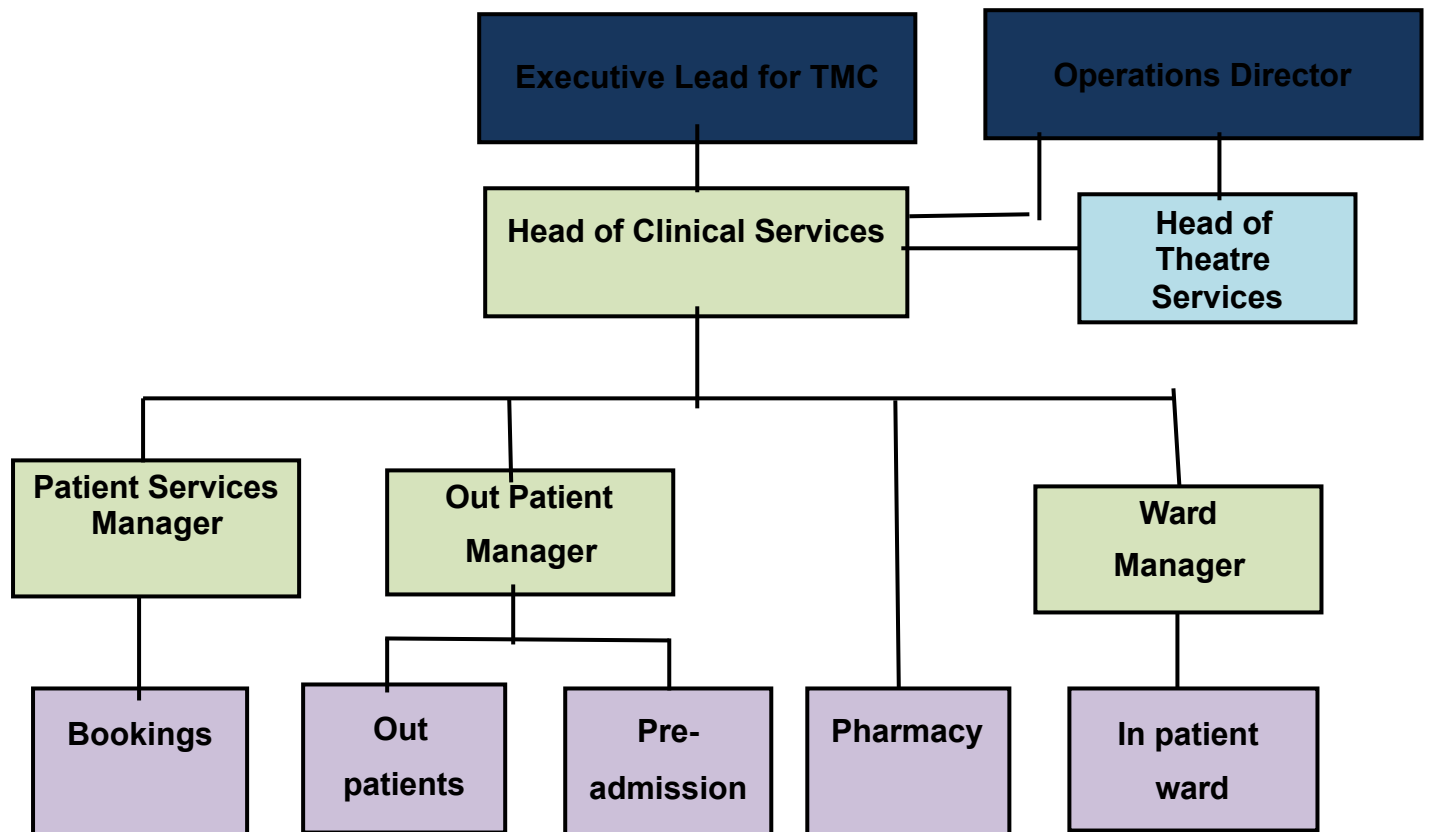 Executive Lead for TMC
Operations Director
Head of Clinical Services
Head of
Theatre
Services
Patient Services
Manager
Out Patient
Manager
Ward
Manager
Bookings
Out
patients
Pre-
admission
Pharmacy
In patient
ward